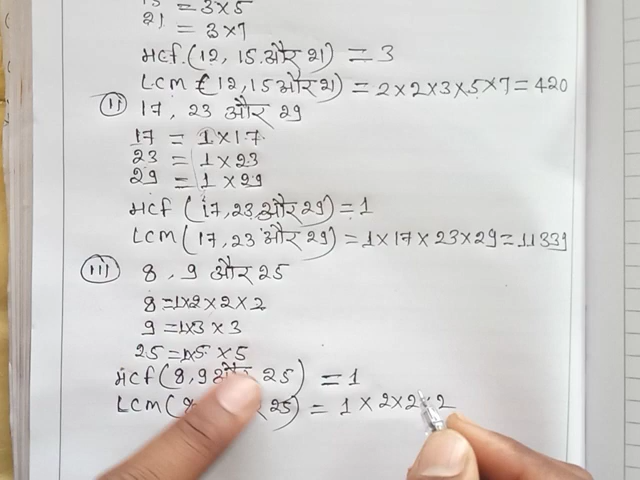 15 = 3×5
21 = 3×7
HCF (12, 15 और 21) = 3
LCM (12, 15 और 21) = 2×2×3×5×7=420
(ii) 17, 23 और 29
17 = 1×17
23 = 1×23
29 = 1×29
HCF (17, 23, और 29) = 1
LCM (17, 23 और 29) = 1×17×23×29=11339
(iii) 8, 9 और 25
8 =1×2×2×2
9 =1×3×3
25 =1×5×5
HCF (8, 9 और 25) = 1
LCM ( 25) = 1×2×2×2